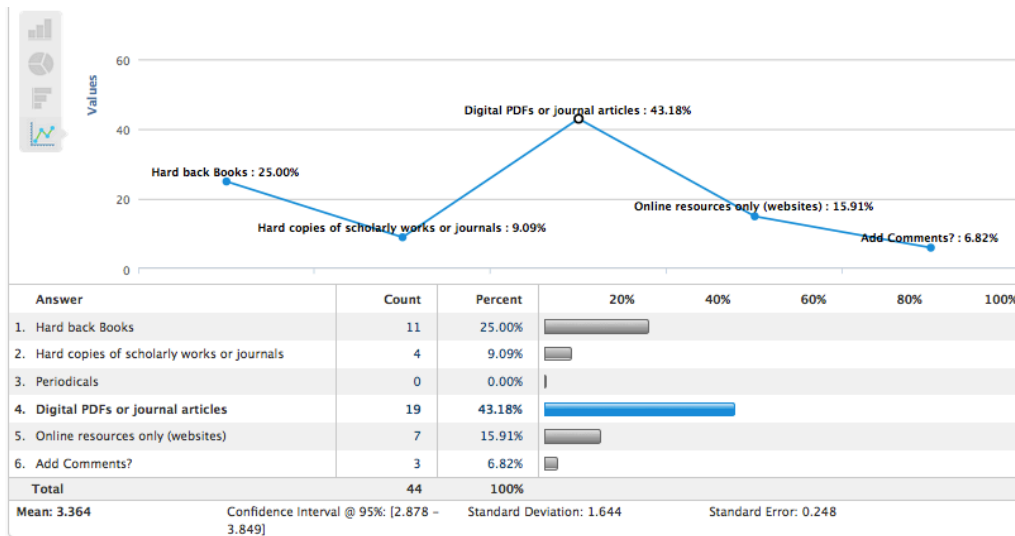 60
Values
Digital PDFs or journal articles : 43.18%
40
Hard back Books : 25.00%
20
Online resources only (websites) : 15.91%
Hard copies of scholarly works or journals : 9.09%
Add Comments? : 6.82%
0
Answer Count Percent 20% 40% 60% 80% 100%
1. Hard back Books 11 25.00%
2. Hard copies of scholarly works or journals 4 9.09%
3. Periodicals 0 0.00%
4. Digital PDFs or journal articles 19 43.18%
5. Online resources only (websites) 7 15.91%
6. Add Comments? 3 6.82%
Total 44 100%
Mean: 3.364 Confidence Interval @ 95%: [2.878 – Standard Deviation: 1.644 Standard Error: 0.248
3.849]